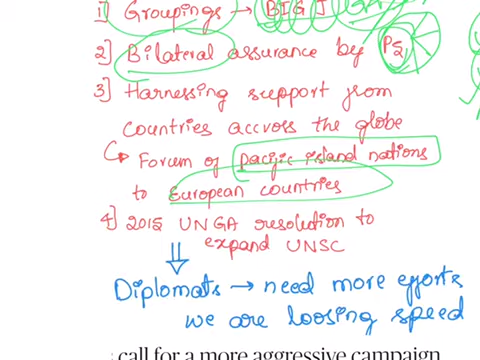 1] Groupings → BIG J
2] Bilateral assurance by P5
3] Harnessing support from
countries accross the globe
↳ Forum of pacific island nations
to European countries
4] 2015 UNGA resolution to
expand UNSC
⇓
Diplomats → need more efforts
we are loosing speed
call for a more aggressive campaign